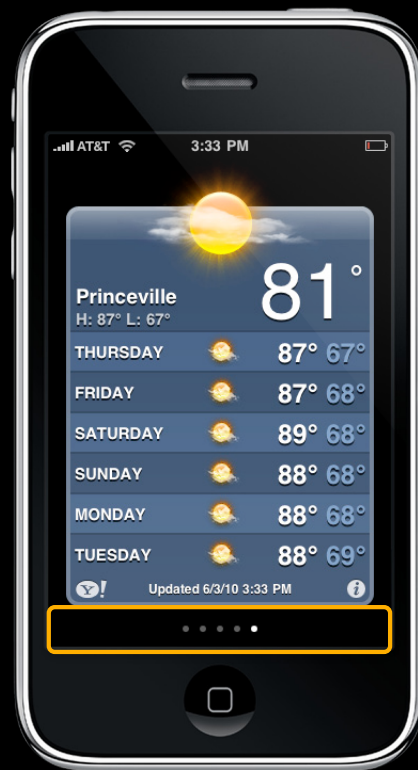 AT&T 3:33 PM
81°
Princeville
H: 87° L: 67°
THURSDAY 87° 67°
FRIDAY 87° 68°
SATURDAY 89° 68°
SUNDAY 88° 68°
MONDAY 88° 68°
TUESDAY 88° 69°
Y! Updated 6/3/10 3:33 PM i